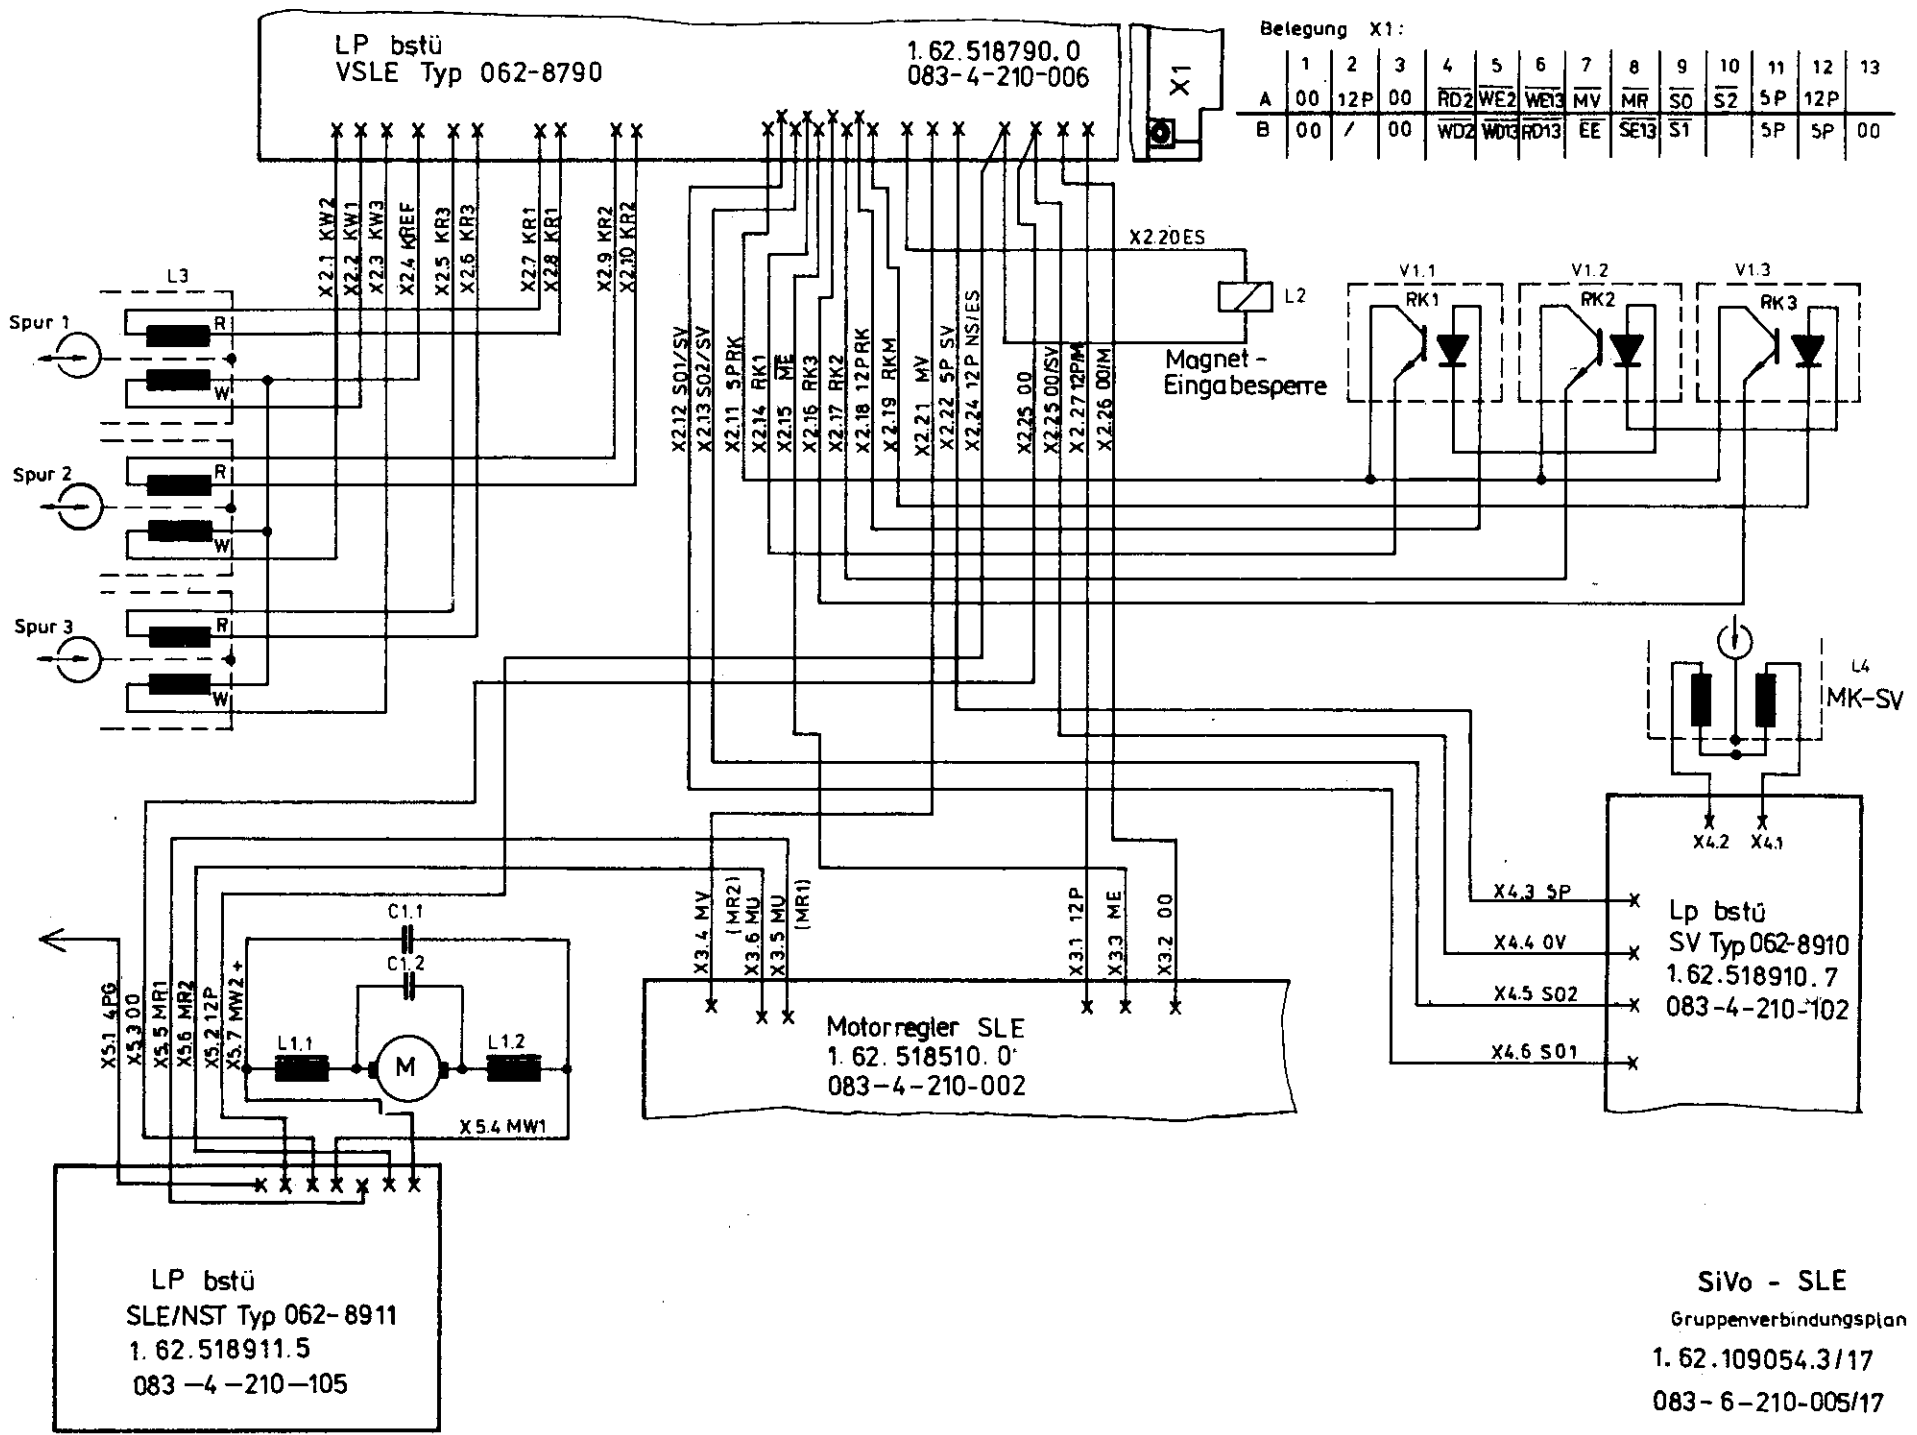 LP bstü
VSLE Typ 062-8790
1.62.518790.0
083-4-210-006
X1
Belegung X1:
1 2 3 4 5 6 7 8 9 10 11 12 13
A 00 12P 00 RD2 WE2 WE13 MV MR S0 S2 5P 12P
B 00 / 00 WD2 WD13 RD13 EE SE13 S1 5P 5P 00
X2.1 KW2
X2.2 KW1
X2.3 KW3
X2.4 KREF
X2.5 KR3
X2.6 KR3
X2.7 KR1
X2.8 KR1
X2.9 KR2
X2.10 KR2
X2.12 S01/SV
X2.13 S02/SV
X2.11 5PRK
X2.14 RK1
X2.15 ME
X2.16 RK3
X2.17 RK2
X2.18 12PRK
X2.19 RKM
X2.21 MV
X2.22 5P SV
X2.24 12P NS/ES
X2.25 00
X2.25 00/SV
X2.27 12P/M
X2.26 00/M
X2.20ES
L2
Magnet-
Eingabesperre
V1.1
RK1
V1.2
RK2
V1.3
RK3
L3
Spur 1
R
W
Spur 2
R
W
Spur 3
R
W
L4
MK-SV
X4.2 X4.1
X4.3 5P
X4.4 0V
X4.5 S02
X4.6 S01
Lp bstü
SV Typ 062-8910
1.62.518910.7
083-4-210-102
X3.4 MV
(MR2)
X3.6 MU
X3.5 MU
(MR1)
X3.1 12P
X3.3 ME
X3.2 00
Motorregler SLE
1.62.518510.0
083-4-210-002
X5.1 4PG
X5.3 00
X5.5 MR1
X5.6 MR2
X5.2 12P
X5.7 MW2 +
C1.1
C1.2
L1.1
M
L1.2
X5.4 MW1
LP bstü
SLE/NST Typ 062-8911
1.62.518911.5
083-4-210-105
SiVo - SLE
Gruppenverbindungsplan
1.62.109054.3/17
083-6-210-005/17